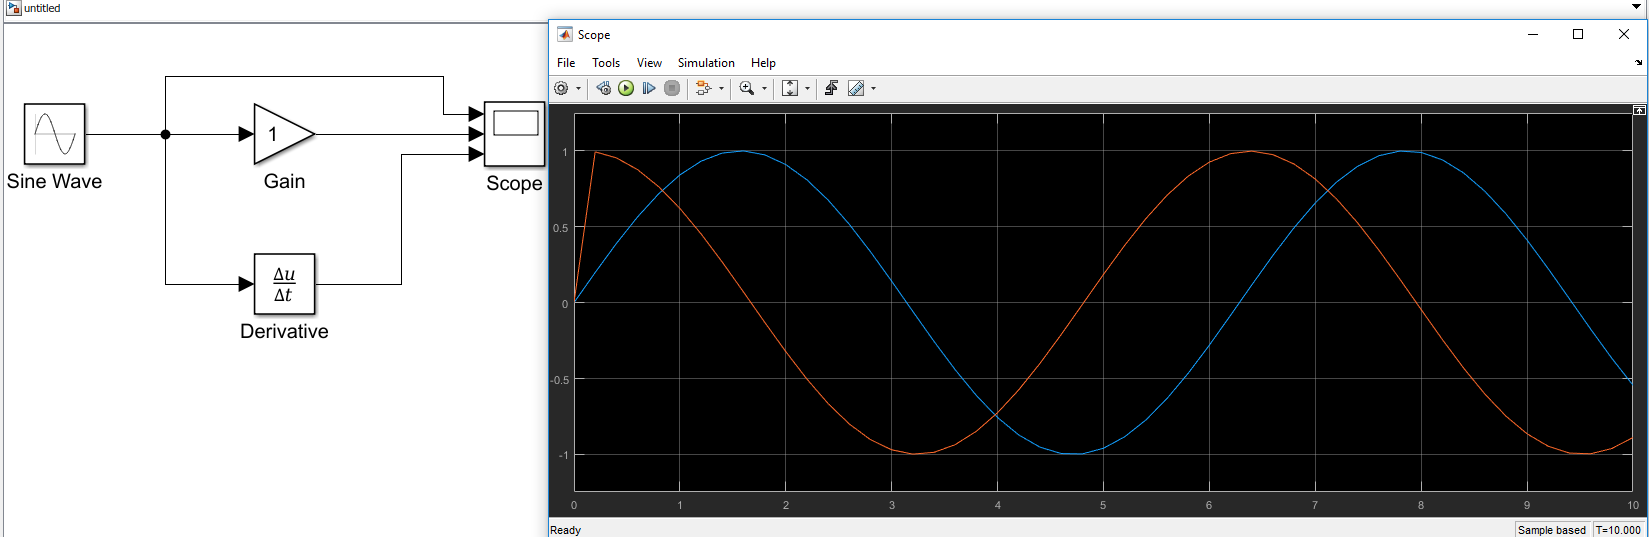 untitled
Sine Wave
1
Gain
Scope
Δu
Δt
Derivative
Scope
File Tools View Simulation Help
1
0.5
0
-0.5
-1
0 1 2 3 4 5 6 7 8 9 10
Ready
Sample based T=10.000